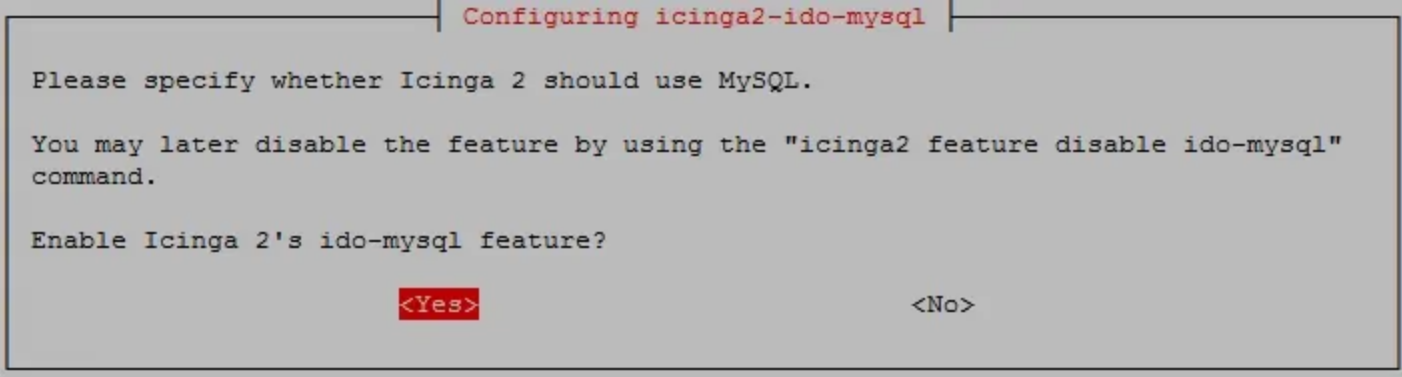 Configuring icinga2-ido-mysql
Please specify whether Icinga 2 should use MySQL.
You may later disable the feature by using the "icinga2 feature disable ido-mysql"
command.
Enable Icinga 2's ido-mysql feature?
<Yes> <No>